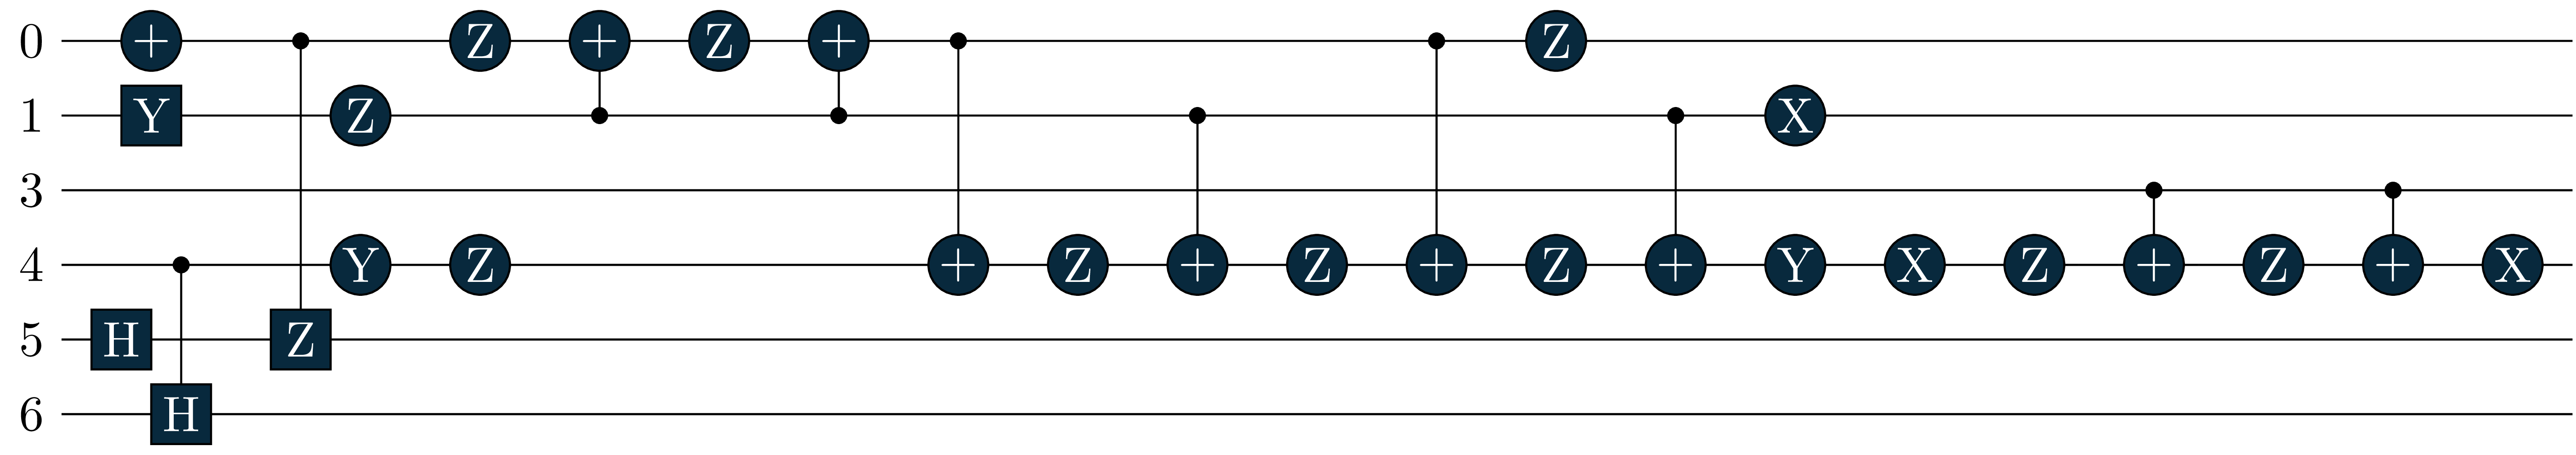 0 + Z + Z + Z
1 Y Z X
3
4 Y Z + Z + Z + Z + Y X Z + Z + X
5 H Z
6 H